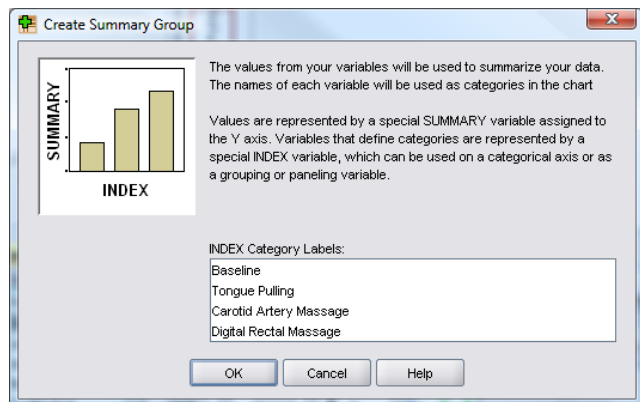 Create Summary Group
The values from your variables will be used to summarize your data.
The names of each variable will be used as categories in the chart
Values are represented by a special SUMMARY variable assigned to
the Y axis. Variables that define categories are represented by a
special INDEX variable, which can be used on a categorical axis or as
a grouping or paneling variable.
SUMMARY
INDEX
INDEX Category Labels:
Baseline
Tongue Pulling
Carotid Artery Massage
Digital Rectal Massage
OK Cancel Help